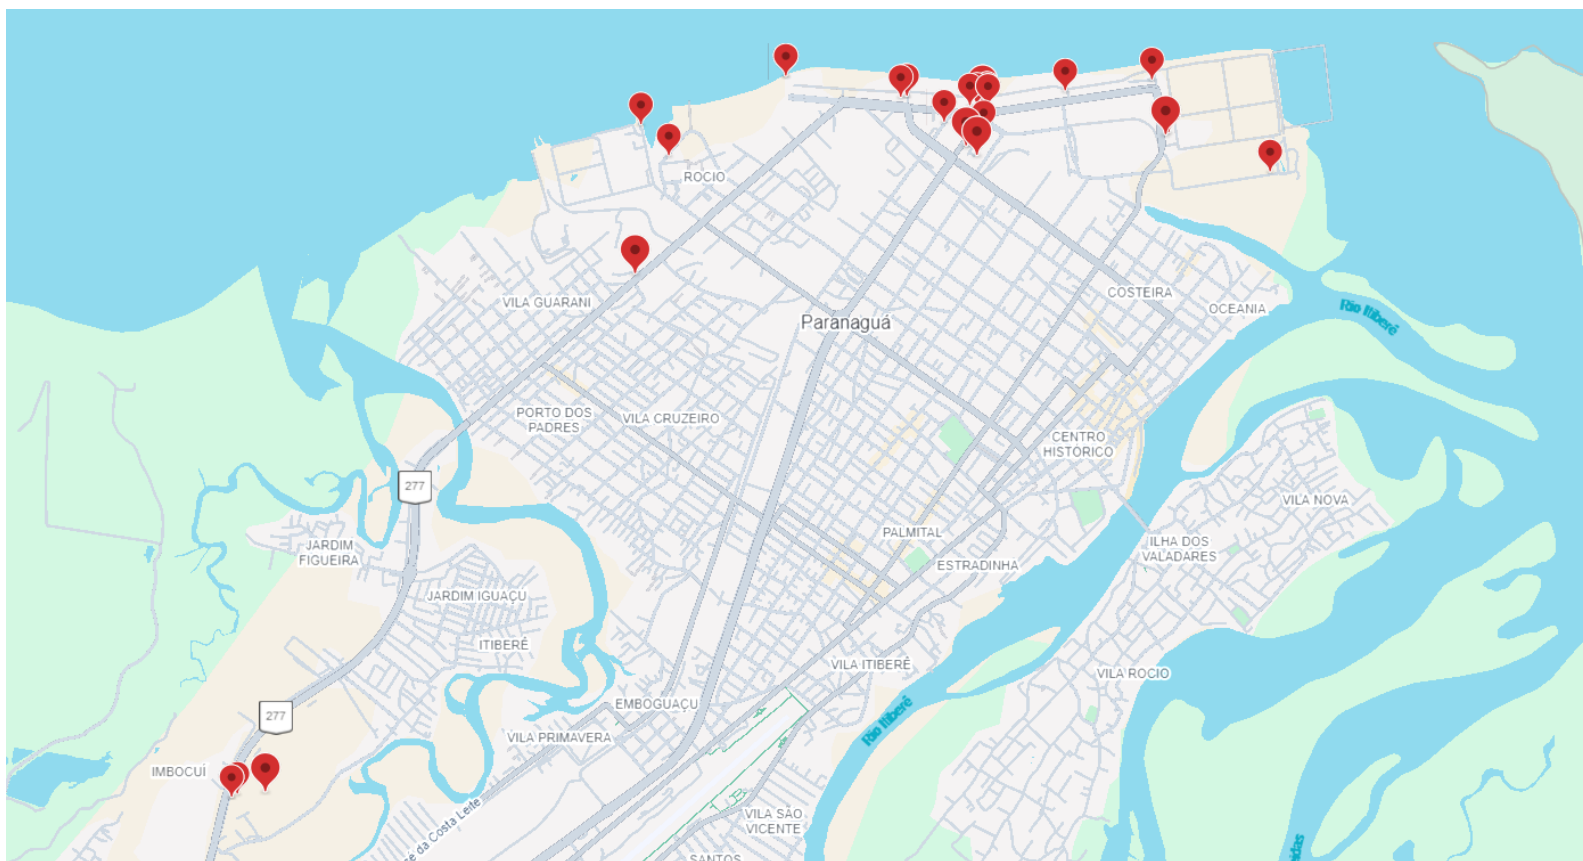 ROCIO
VILA GUARANI
COSTEIRA
OCEANIA
Rio Itiberê
Paranaguá
PORTO DOS
PADRES
VILA CRUZEIRO
CENTRO
HISTORICO
277
VILA NOVA
JARDIM
FIGUEIRA
PALMITAL
ILHA DOS
VALADARES
ESTRADINHA
JARDIM IGUAÇU
ITIBERÊ
VILA ITIBERÊ
VILA ROCIO
EMBOGUAÇU
Rio Itiberê
277
VILA PRIMAVERA
IMBOCUÍ
da Costa Leite
VILA SÃO
VICENTE
SANTOS